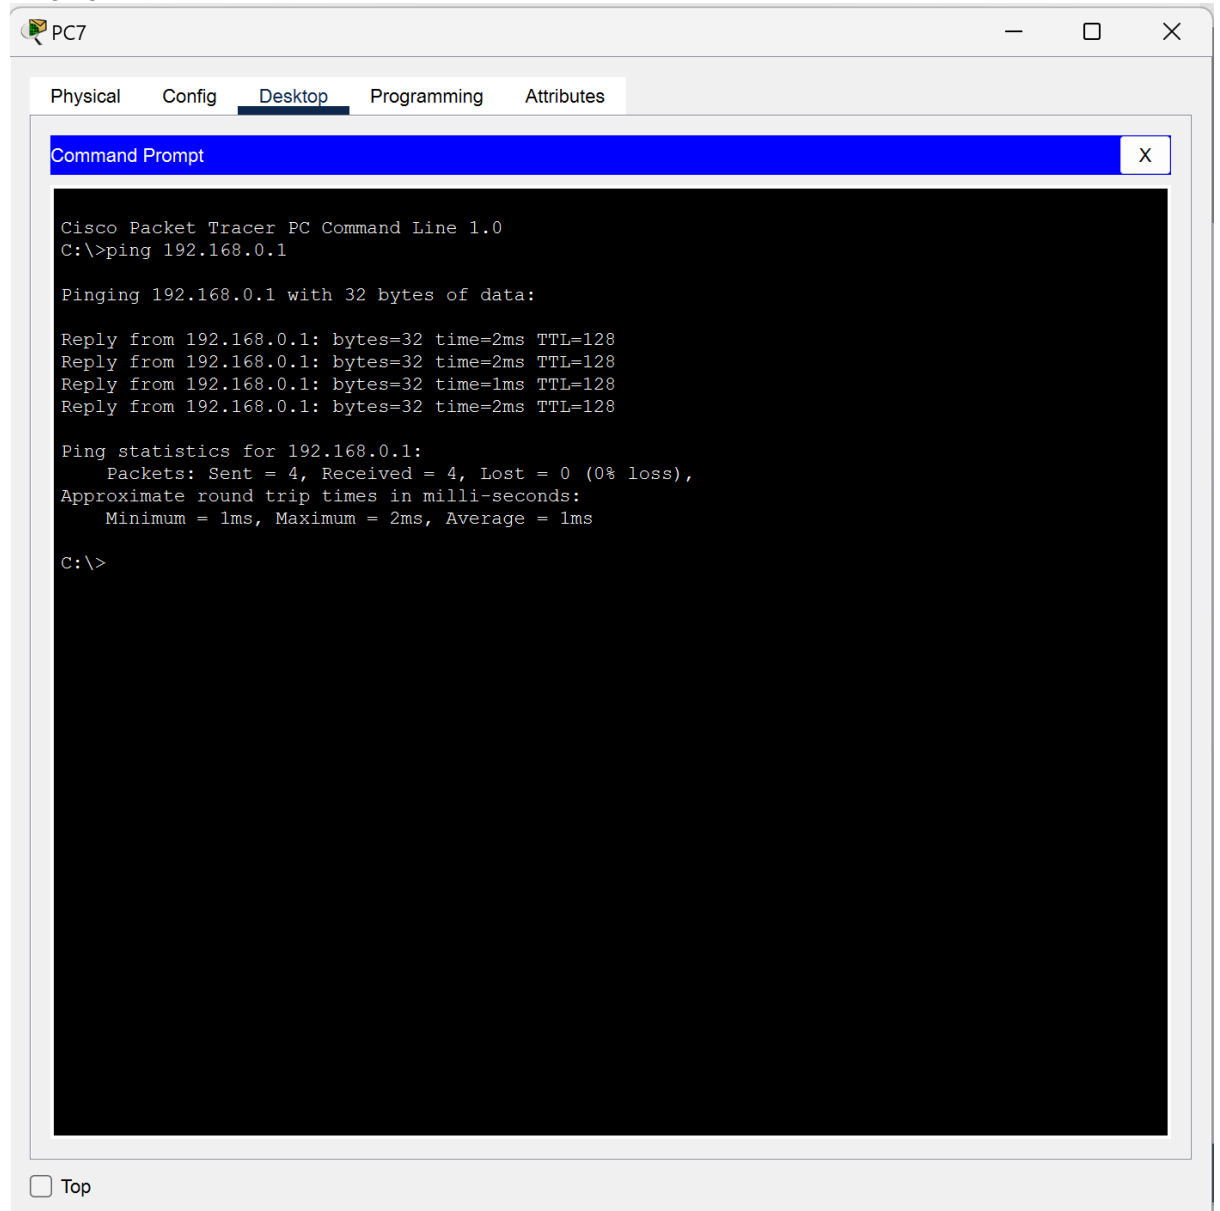 PC7
Physical Config Desktop Programming Attributes
Command Prompt X
Cisco Packet Tracer PC Command Line 1.0
C:\>ping 192.168.0.1
Pinging 192.168.0.1 with 32 bytes of data:
Reply from 192.168.0.1: bytes=32 time=2ms TTL=128
Reply from 192.168.0.1: bytes=32 time=2ms TTL=128
Reply from 192.168.0.1: bytes=32 time=1ms TTL=128
Reply from 192.168.0.1: bytes=32 time=2ms TTL=128
Ping statistics for 192.168.0.1:
    Packets: Sent = 4, Received = 4, Lost = 0 (0% loss),
Approximate round trip times in milli-seconds:
    Minimum = 1ms, Maximum = 2ms, Average = 1ms
C:\>
Top